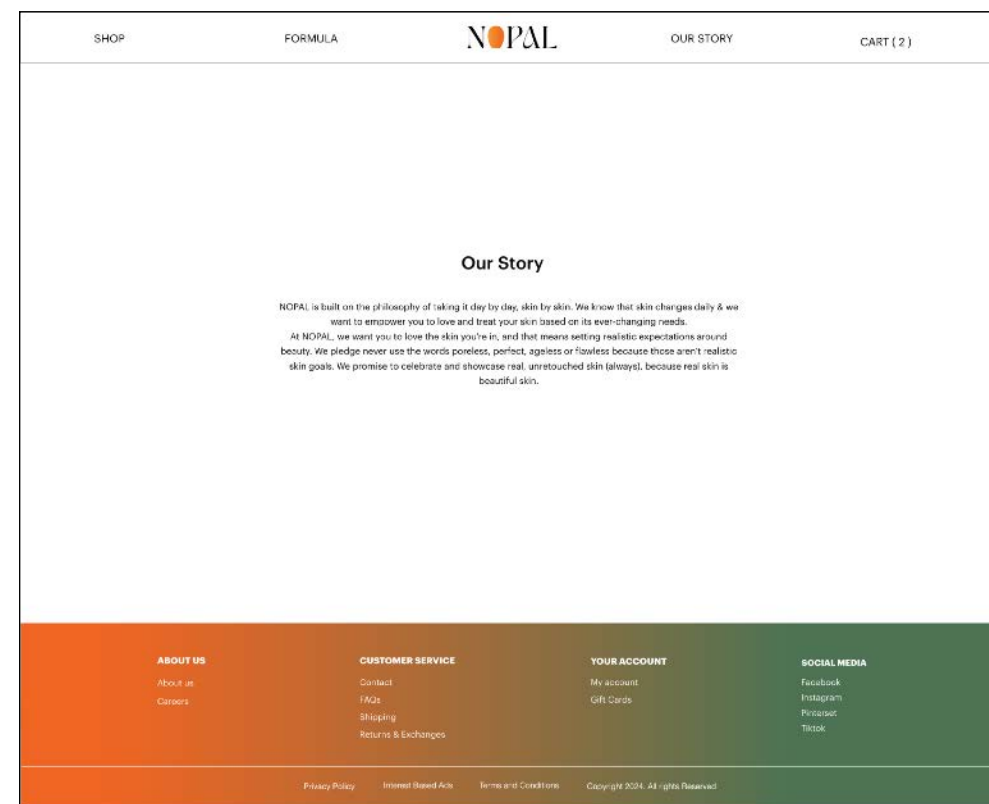 SHOP
FORMULA
NOPAL
OUR STORY
CART ( 2 )
Our Story
NOPAL is built on the philosophy of taking it day by day, skin by skin. We know that skin changes daily & we
want to empower you to love and treat your skin based on its ever-changing needs.
At NOPAL, we want you to love the skin you're in, and that means setting realistic expectations around
beauty. We pledge never use the words poreless, perfect, ageless or flawless because those aren't realistic
skin goals. We promise to celebrate and showcase real, unretouched skin (always), because real skin is
beautiful skin.
ABOUT US
About us
Careers
CUSTOMER SERVICE
Contact
FAQs
Shipping
Returns & Exchanges
YOUR ACCOUNT
My account
Gift Cards
SOCIAL MEDIA
Facebook
Instagram
Pinterset
Tiktok
Privacy Policy
Interest Based Ads
Terms and Conditions
Copyright 2024. All rights Reserved